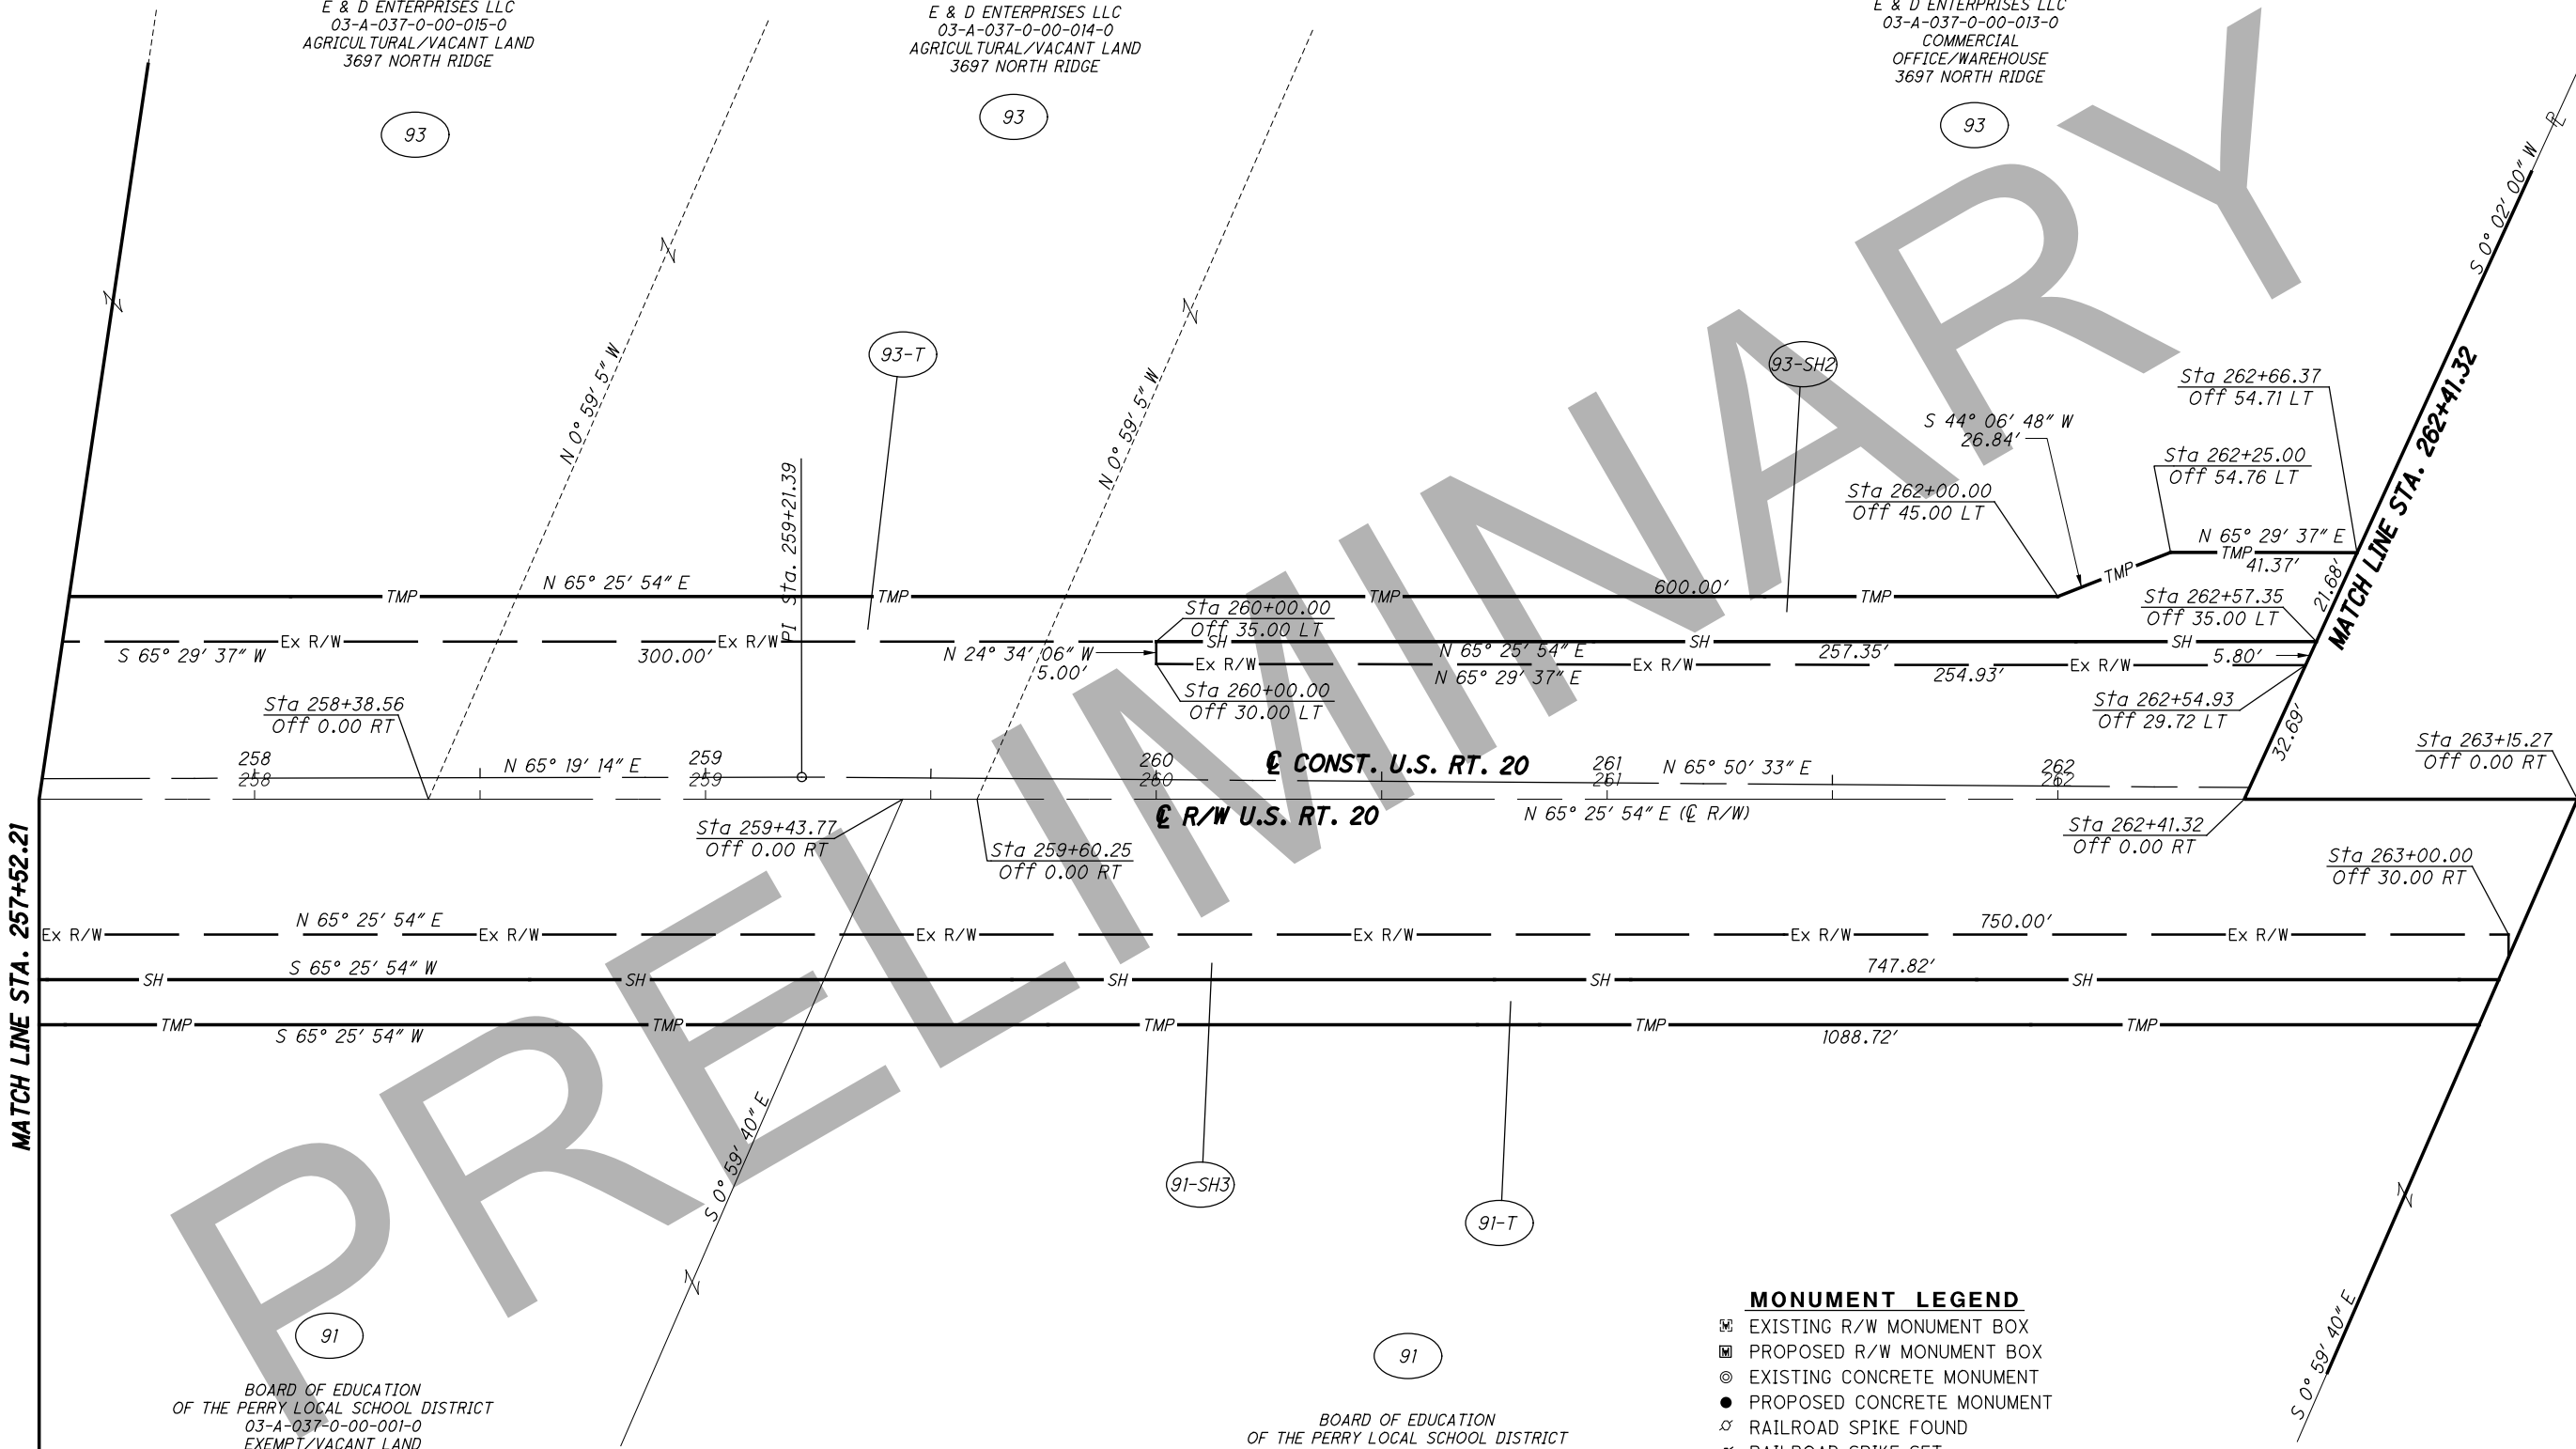 E & D ENTERPRISES LLC
03-A-037-0-00-015-0
AGRICULTURAL/VACANT LAND
3697 NORTH RIDGE
93
E & D ENTERPRISES LLC
03-A-037-0-00-014-0
AGRICULTURAL/VACANT LAND
3697 NORTH RIDGE
93
E & D ENTERPRISES LLC
03-A-037-0-00-013-0
COMMERCIAL
OFFICE/WAREHOUSE
3697 NORTH RIDGE
93
PRELIMINARY
N 0° 59' 5" W
N 0° 59' 5" W
S 0° 02' 00" W
PL
93-T
93-SH2
PI Sta. 259+21.39
Sta 262+66.37
Off 54.71 LT
S 44° 06' 48" W
26.84'
Sta 262+25.00
Off 54.76 LT
Sta 262+00.00
Off 45.00 LT
N 65° 29' 37" E
TMP
41.37'
TMP
MATCH LINE STA. 262+41.32
21.68'
N 65° 25' 54" E
600.00'
TMP
TMP
TMP
TMP
Sta 260+00.00
Off 35.00 LT
Sta 262+57.35
Off 35.00 LT
Ex R/W
Ex R/W
SH
SH
SH
S 65° 29' 37" W
300.00'
N 24° 34' 06" W
5.00'
N 65° 25' 54" E
257.35'
5.80'
Ex R/W
Ex R/W
Ex R/W
N 65° 29' 37" E
254.93'
Sta 260+00.00
Off 30.00 LT
Sta 262+54.93
Off 29.72 LT
32.69'
Sta 258+38.56
Off 0.00 RT
Sta 263+15.27
Off 0.00 RT
258
N 65° 19' 14" E
259
260
℄ CONST. U.S. RT. 20
261
N 65° 50' 33" E
262
258
259
260
261
262
℄ R/W U.S. RT. 20
N 65° 25' 54" E (℄ R/W)
Sta 259+43.77
Off 0.00 RT
Sta 259+60.25
Off 0.00 RT
Sta 262+41.32
Off 0.00 RT
Sta 263+00.00
Off 30.00 RT
MATCH LINE STA. 257+52.21
N 65° 25' 54" E
750.00'
Ex R/W
Ex R/W
Ex R/W
Ex R/W
Ex R/W
Ex R/W
S 65° 25' 54" W
747.82'
SH
SH
SH
SH
SH
TMP
TMP
TMP
TMP
TMP
S 65° 25' 54" W
1088.72'
S 0° 59' 40" E
91-SH3
91-T
S 0° 59' 40" E
91
BOARD OF EDUCATION
OF THE PERRY LOCAL SCHOOL DISTRICT
03-A-037-0-00-001-0
EXEMPT/VACANT LAND
91
BOARD OF EDUCATION
OF THE PERRY LOCAL SCHOOL DISTRICT
MONUMENT LEGEND
EXISTING R/W MONUMENT BOX
PROPOSED R/W MONUMENT BOX
EXISTING CONCRETE MONUMENT
PROPOSED CONCRETE MONUMENT
RAILROAD SPIKE FOUND
RAILROAD SPIKE SET